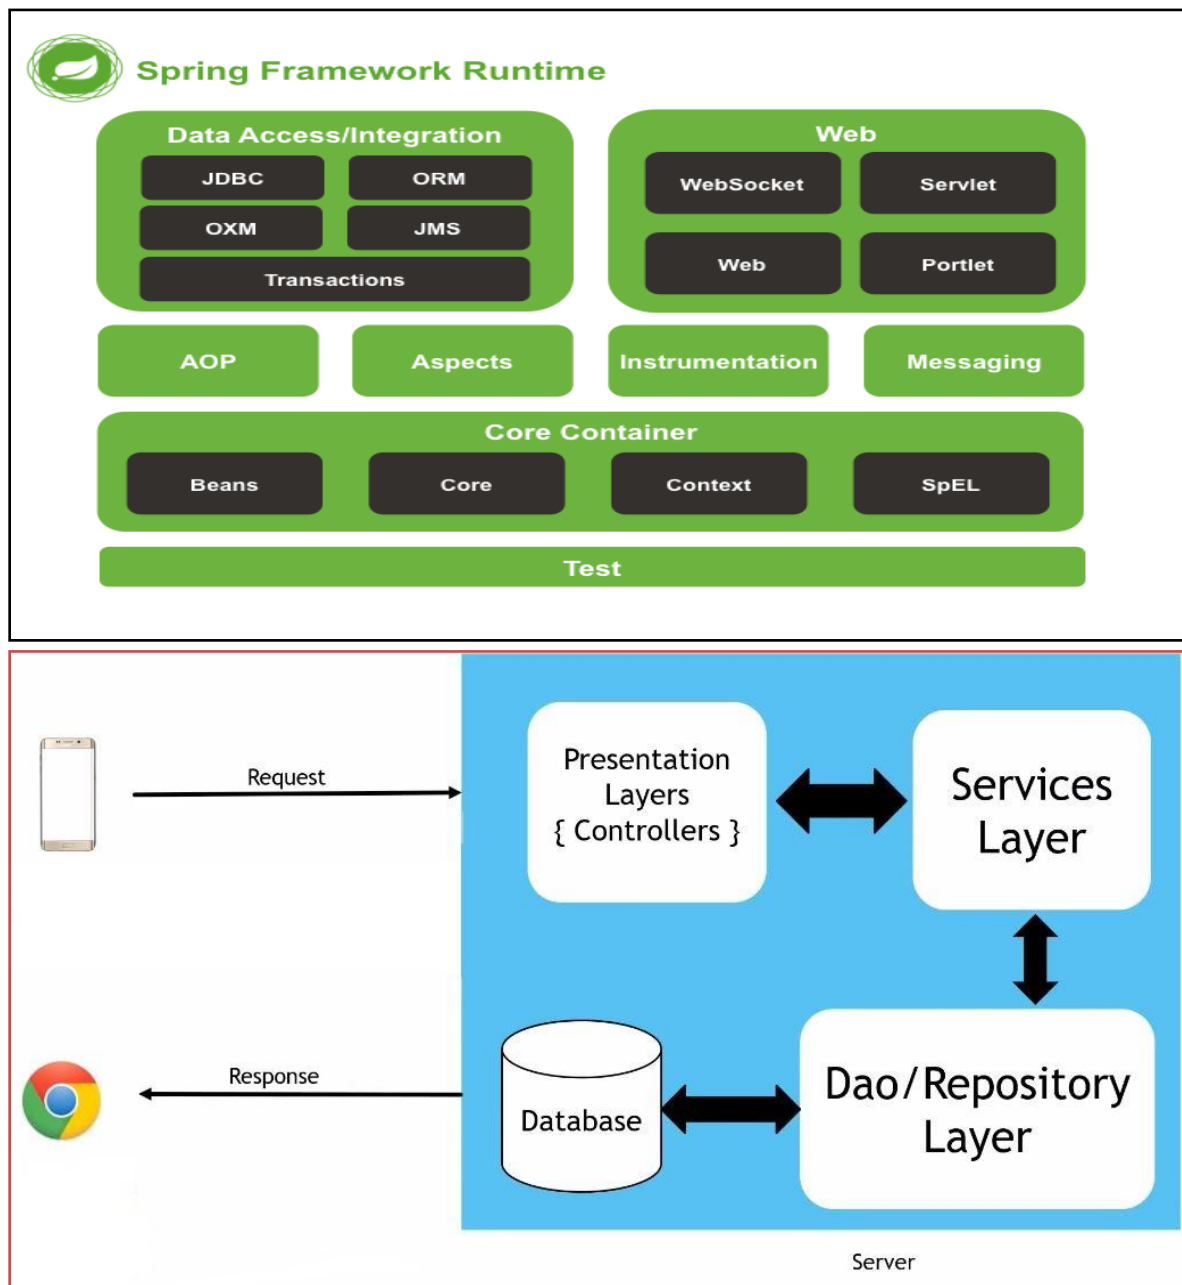 Spring Framework Runtime
Data Access/Integration
JDBC
ORM
OXM
JMS
Transactions
Web
WebSocket
Servlet
Web
Portlet
AOP
Aspects
Instrumentation
Messaging
Core Container
Beans
Core
Context
SpEL
Test
Request
Presentation
Layers
{ Controllers }
Services
Layer
Response
Database
Dao/Repository
Layer
Server